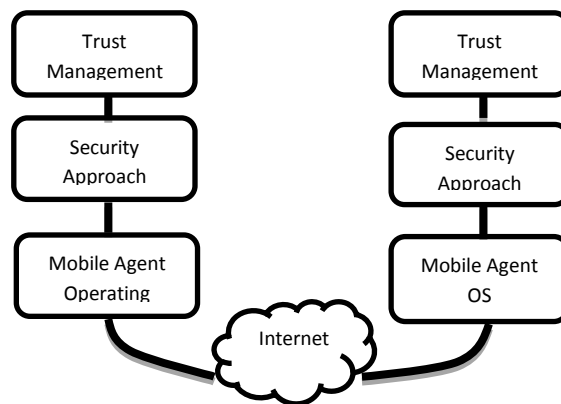 Trust
Management
Security
Approach
Mobile Agent
Operating
Internet
Trust
Management
Security
Approach
Mobile Agent
OS